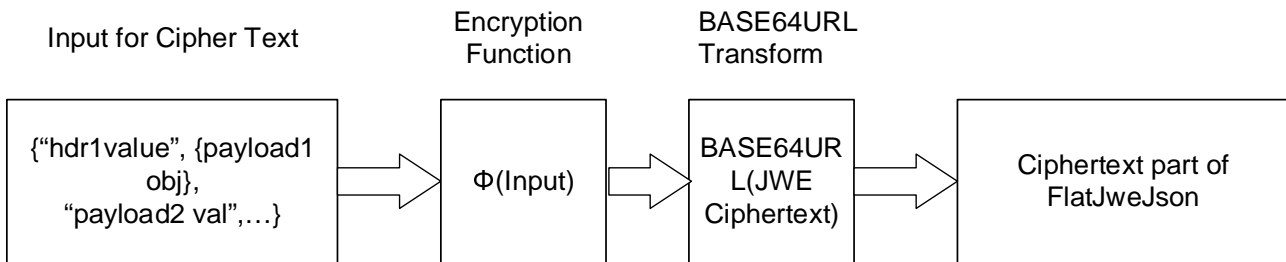 Input for Cipher Text
Encryption
Function
BASE64URL
Transform
{“hdr1value”, {payload1
obj},
“payload2 val”,…}
Φ(Input)
BASE64UR
L(JWE
Ciphertext)
Ciphertext part of
FlatJweJson